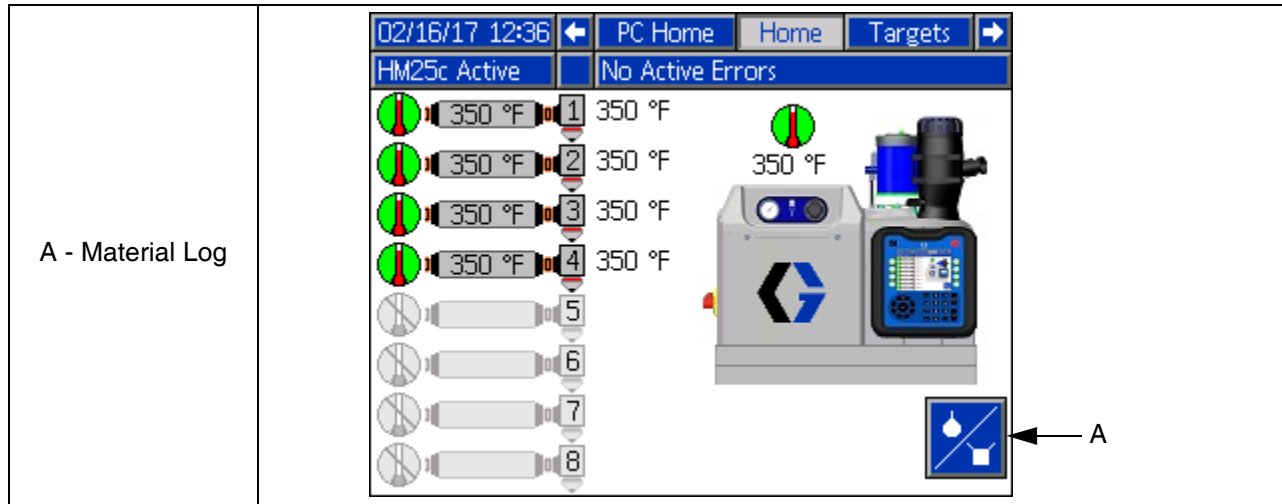 A - Material Log
02/16/17 12:36 PC Home Home Targets
HM25c Active No Active Errors
350 °F 1 350 °F
350 °F 2 350 °F
350 °F 3 350 °F
350 °F 4 350 °F
5
6
7
8
350 °F
A